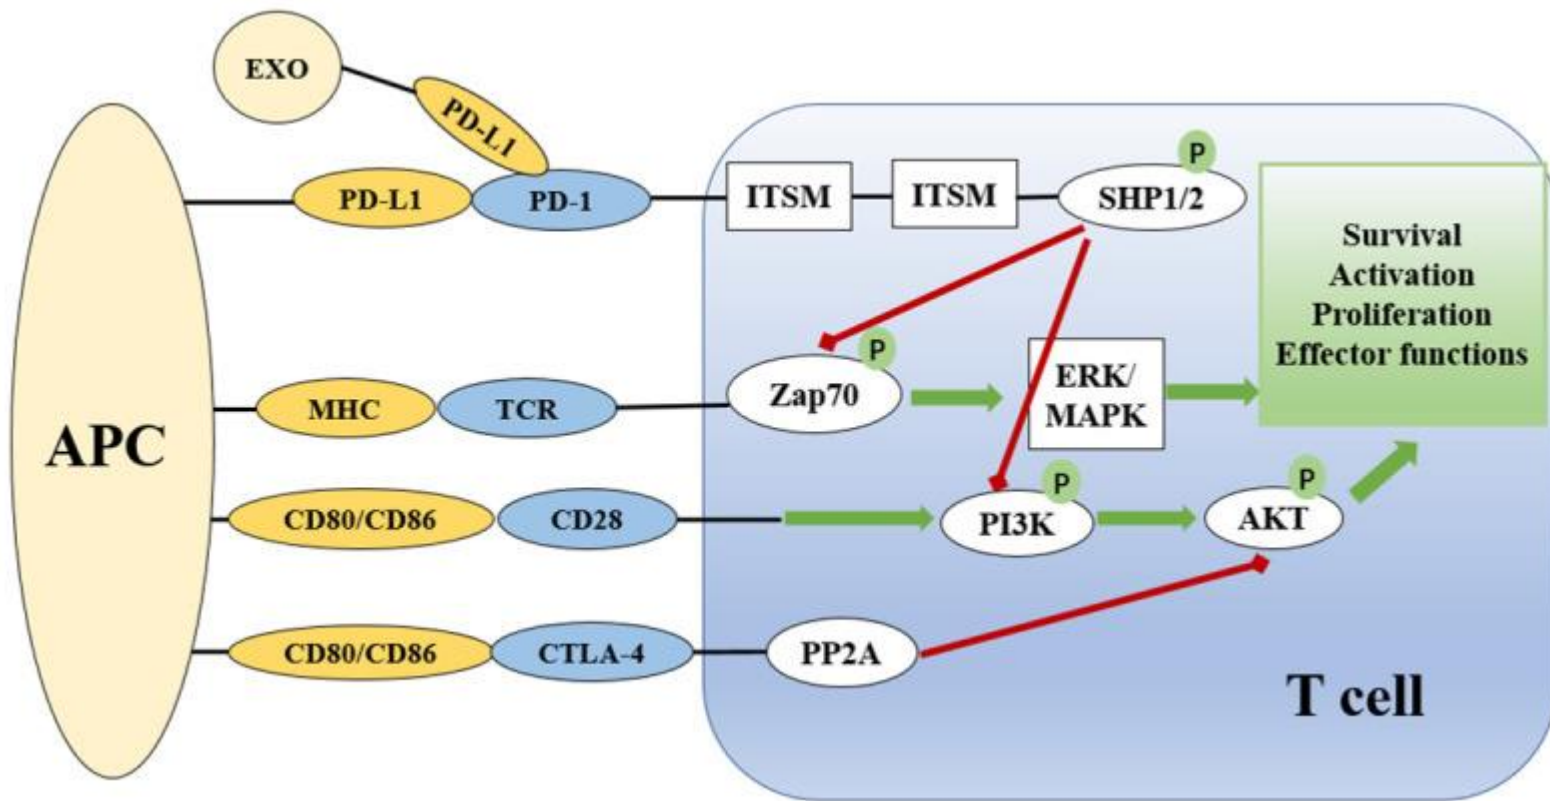 EXO
PD-L1
PD-L1
PD-1
ITSM
ITSM
SHP1/2
P
Survival
Activation
Proliferation
Effector functions
APC
MHC
TCR
Zap70
P
ERK/
MAPK
CD80/CD86
CD28
PI3K
P
AKT
P
CD80/CD86
CTLA-4
PP2A
T cell